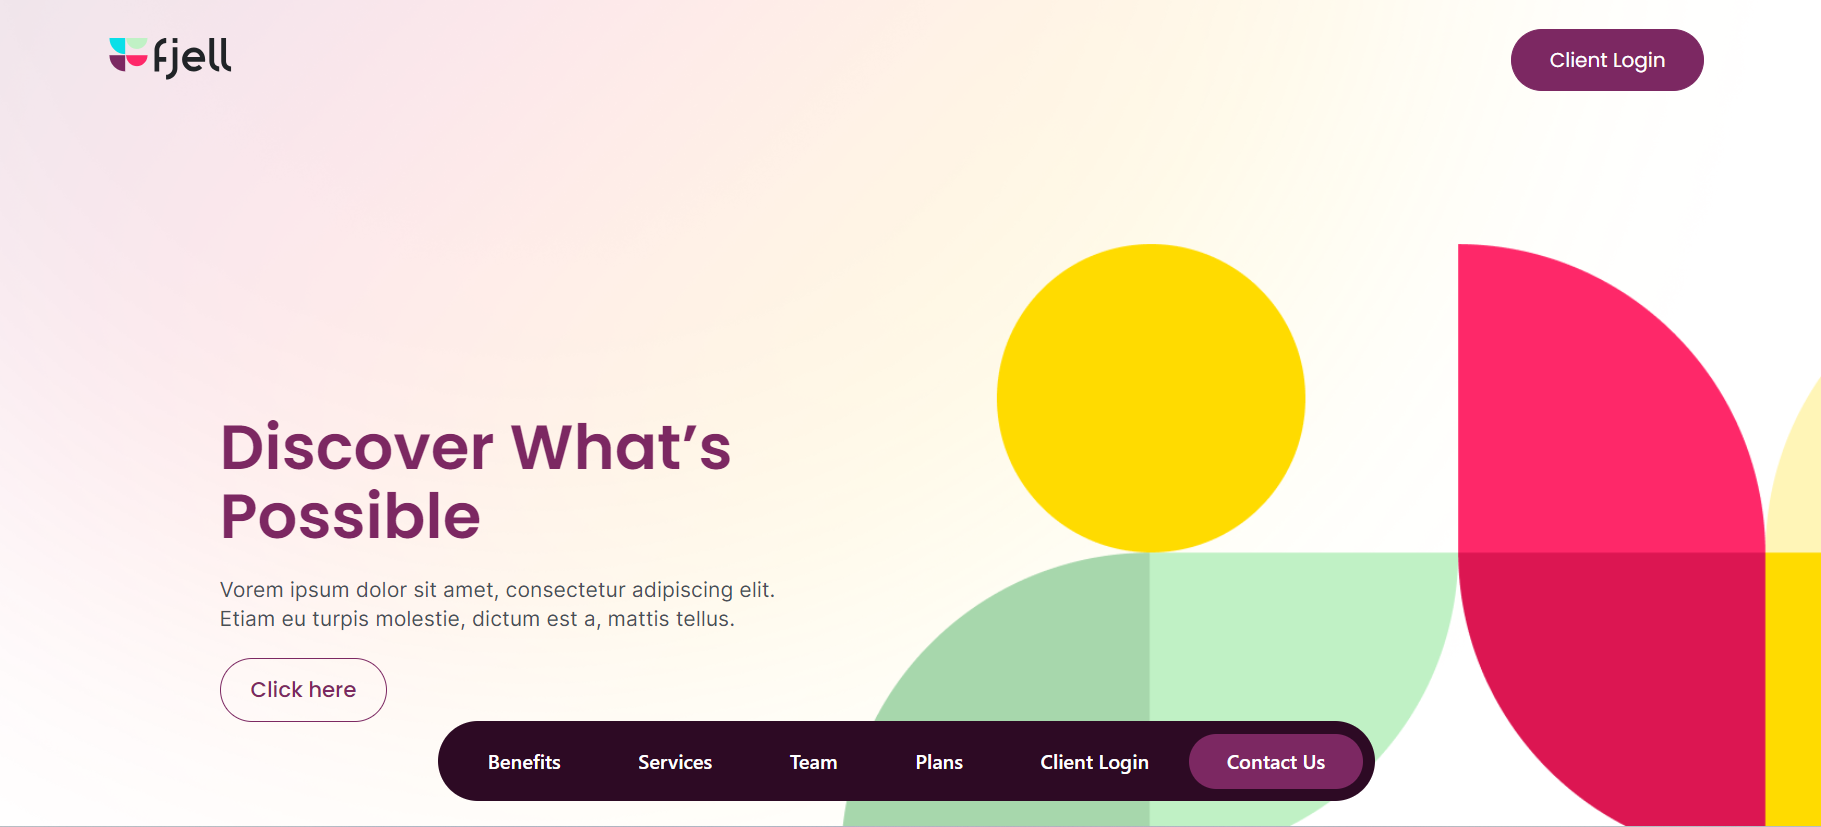 fjell
Client Login
Discover What’s
Possible
Vorem ipsum dolor sit amet, consectetur adipiscing elit.
Etiam eu turpis molestie, dictum est a, mattis tellus.
Click here
Benefits Services Team Plans Client Login Contact Us